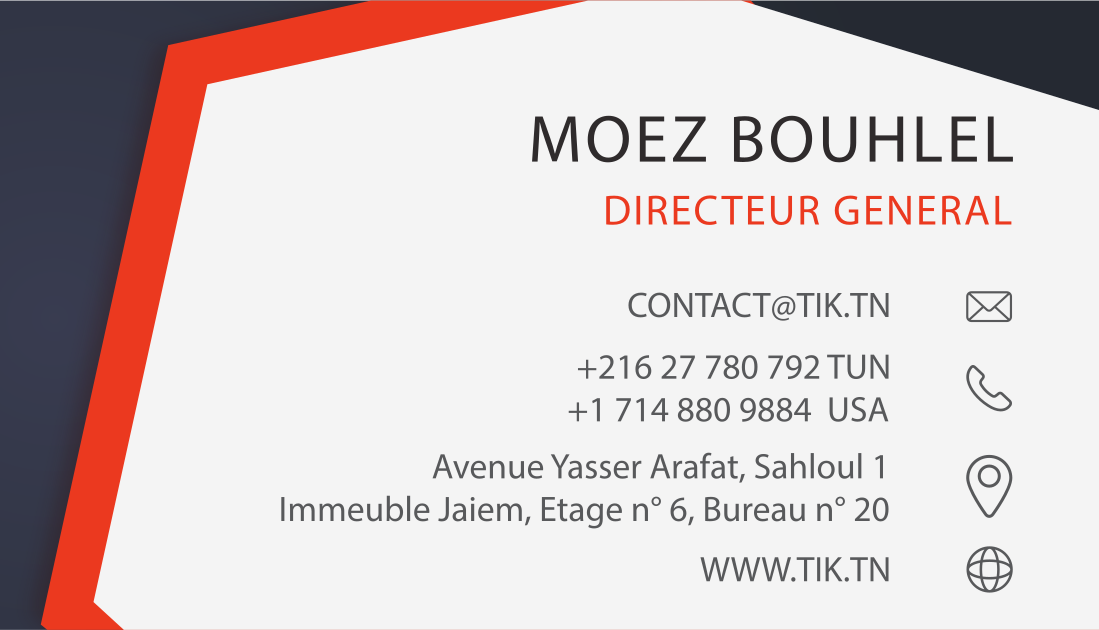 MOEZ BOUHLEL
DIRECTEUR GENERAL
CONTACT@TIK.TN
+216 27 780 792 TUN
+1 714 880 9884 USA
Avenue Yasser Arafat, Sahloul 1
Immeuble Jaiem, Etage n° 6, Bureau n° 20
WWW.TIK.TN